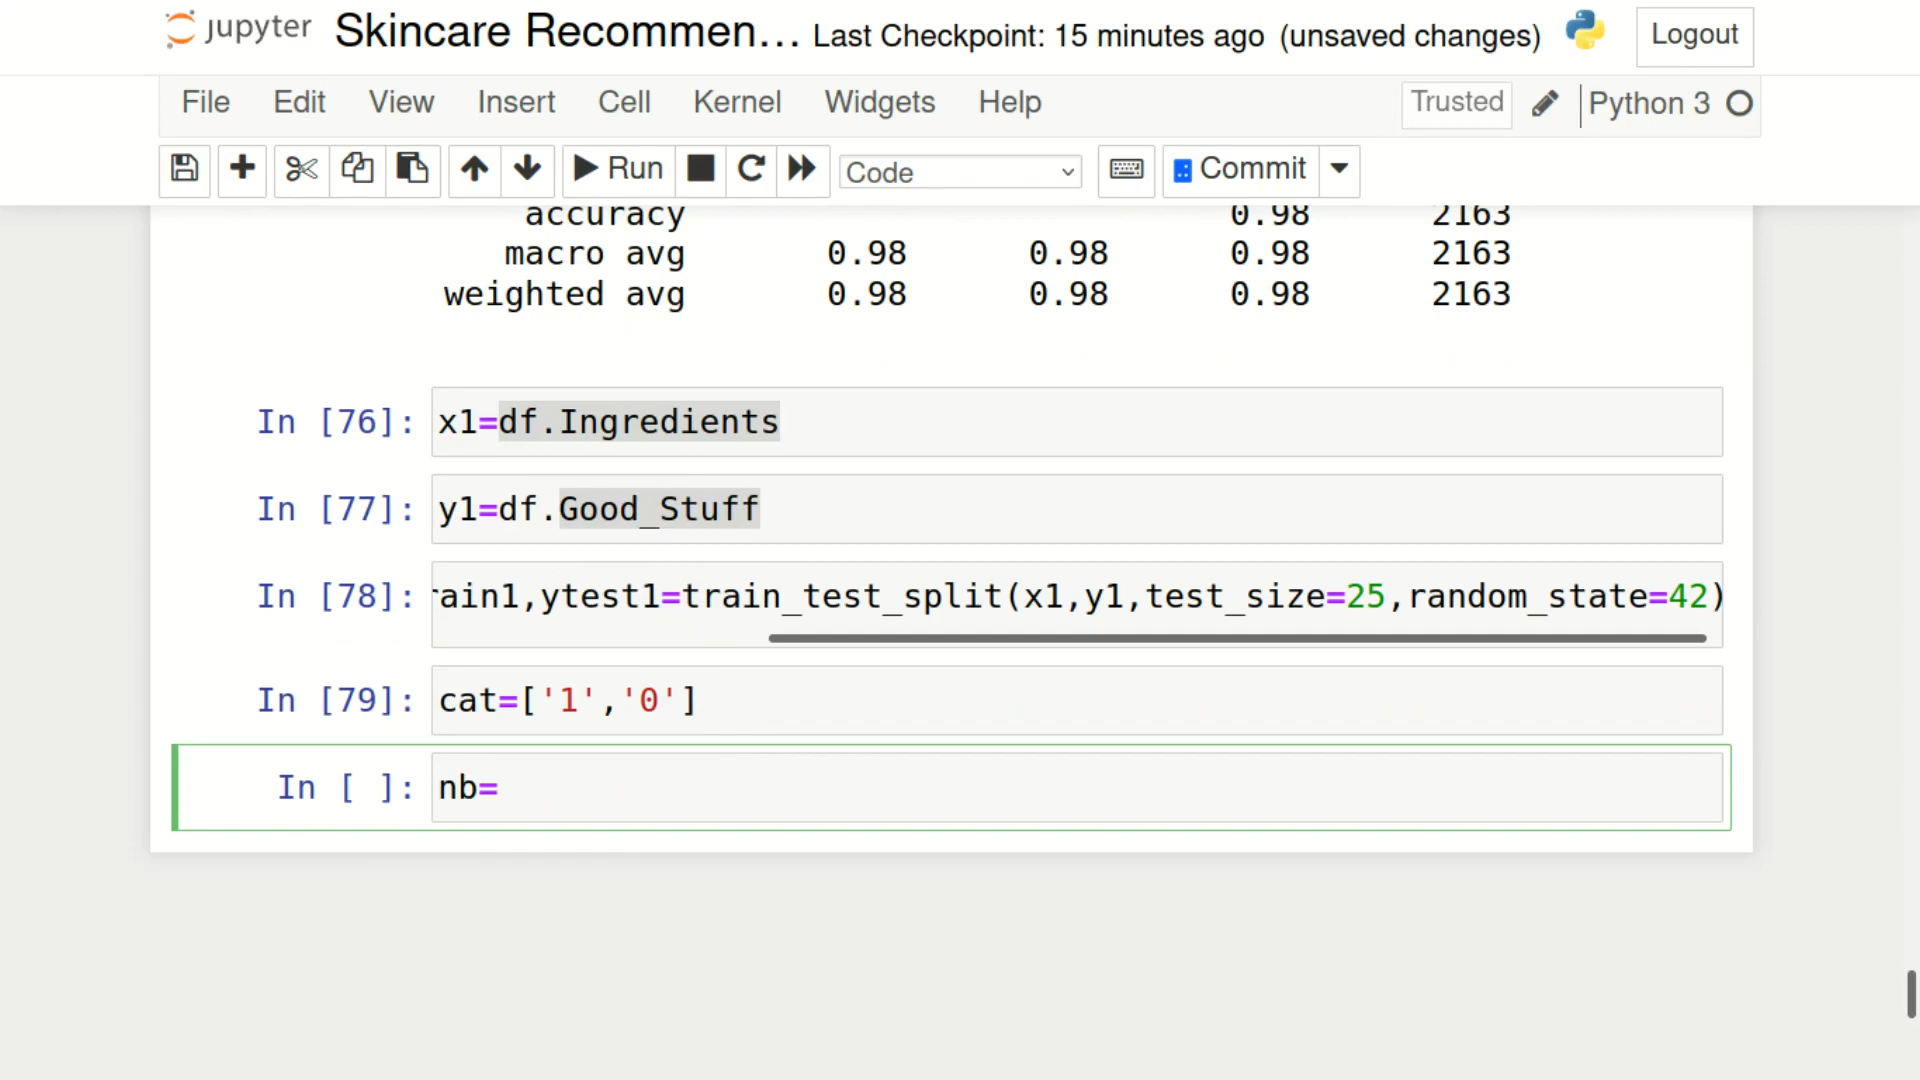 jupyter Skincare Recommen... Last Checkpoint: 15 minutes ago (unsaved changes) Logout
File Edit View Insert Cell Kernel Widgets Help Trusted Python 3
Run Code Commit
accuracy 0.98 2163
macro avg 0.98 0.98 0.98 2163
weighted avg 0.98 0.98 0.98 2163
In [76]: x1=df.Ingredients
In [77]: y1=df.Good_Stuff
In [78]: rain1,ytest1=train_test_split(x1,y1,test_size=25,random_state=42)
In [79]: cat=['1','0']
In [ ]: nb=